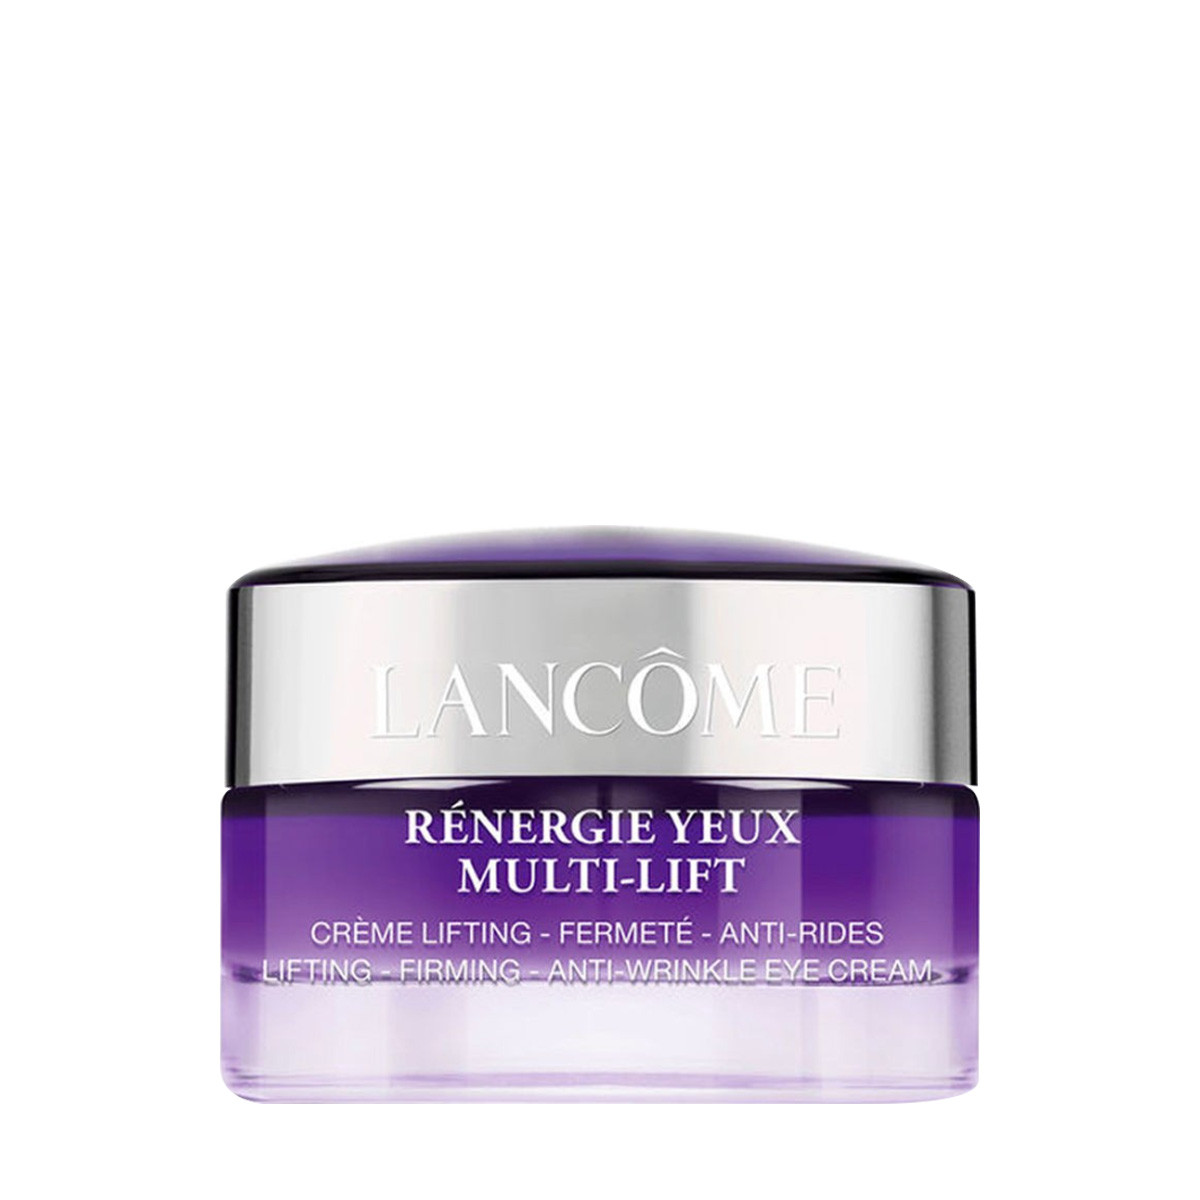 LANCÔME
RÉNERGIE YEUX
MULTI-LIFT
CRÈME LIFTING - FERMETÉ - ANTI-RIDES
LIFTING - FIRMING - ANTI-WRINKLE EYE CREAM